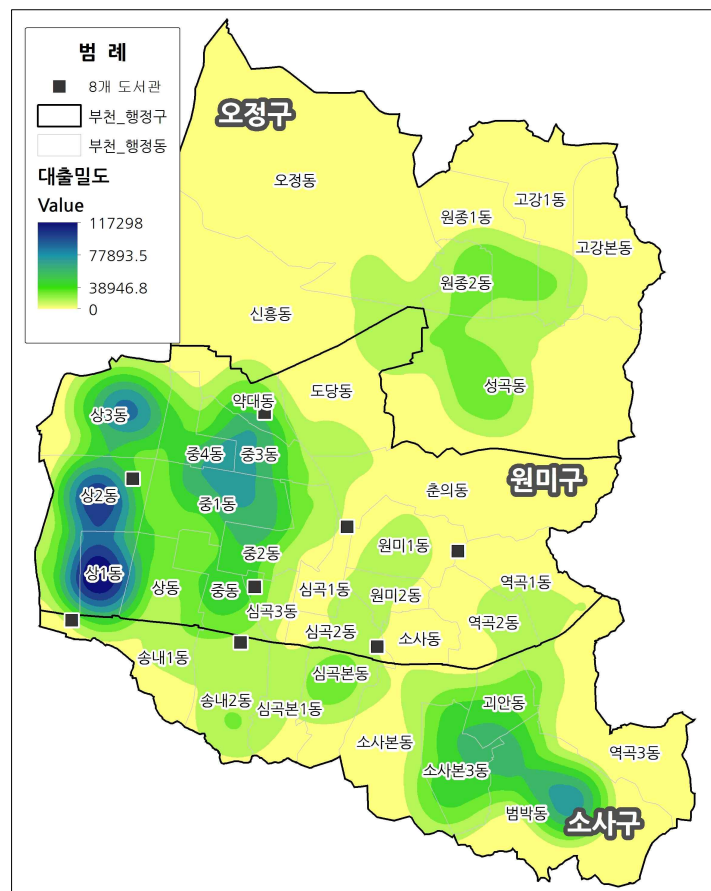 범 례
8개 도서관
부천_행정구
부천_행정동
대출밀도
Value
117298
77893.5
38946.8
0
오정구
오정동
고강1동
원종1동
고강본동
원종2동
신흥동
성곡동
도당동
약대동
상3동
중4동
중3동
원미구
춘의동
상2동
중1동
원미1동
중2동
상1동
상동
중동
심곡1동
역곡1동
원미2동
심곡3동
역곡2동
심곡2동
소사동
송내1동
심곡본동
송내2동
심곡본1동
괴안동
소사본동
역곡3동
소사본3동
범박동
소사구